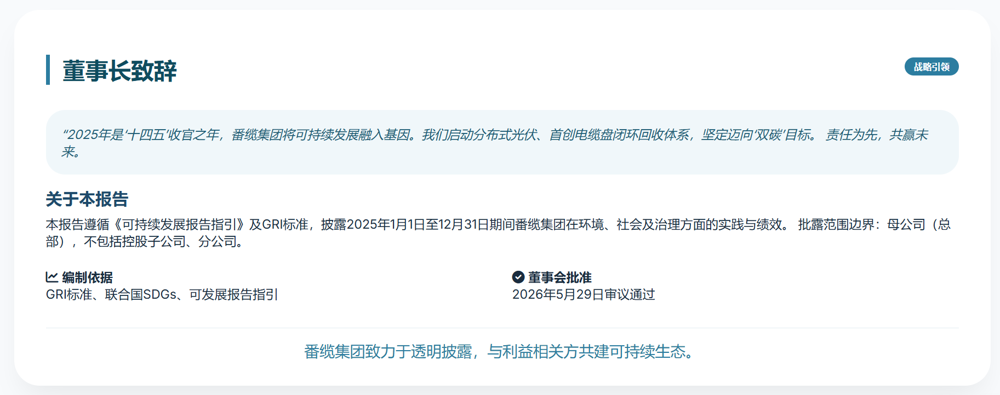 董事长致辞
战略引领
“2025年是‘十四五’收官之年，番缆集团将可持续发展融入基因。我们启动分布式光伏、首创电缆盘闭环回收体系，坚定迈向‘双碳’目标。 责任为先，共赢未
来。
关于本报告
本报告遵循《可持续发展报告指引》及GRI标准，披露2025年1月1日至12月31日期间番缆集团在环境、社会及治理方面的实践与绩效。 批露范围边界：母公司（总
部），不包括控股子公司、分公司。
编制依据
GRI标准、联合国SDGs、可发展报告指引
董事会批准
2026年5月29日审议通过
番缆集团致力于透明披露，与利益相关方共建可持续生态。